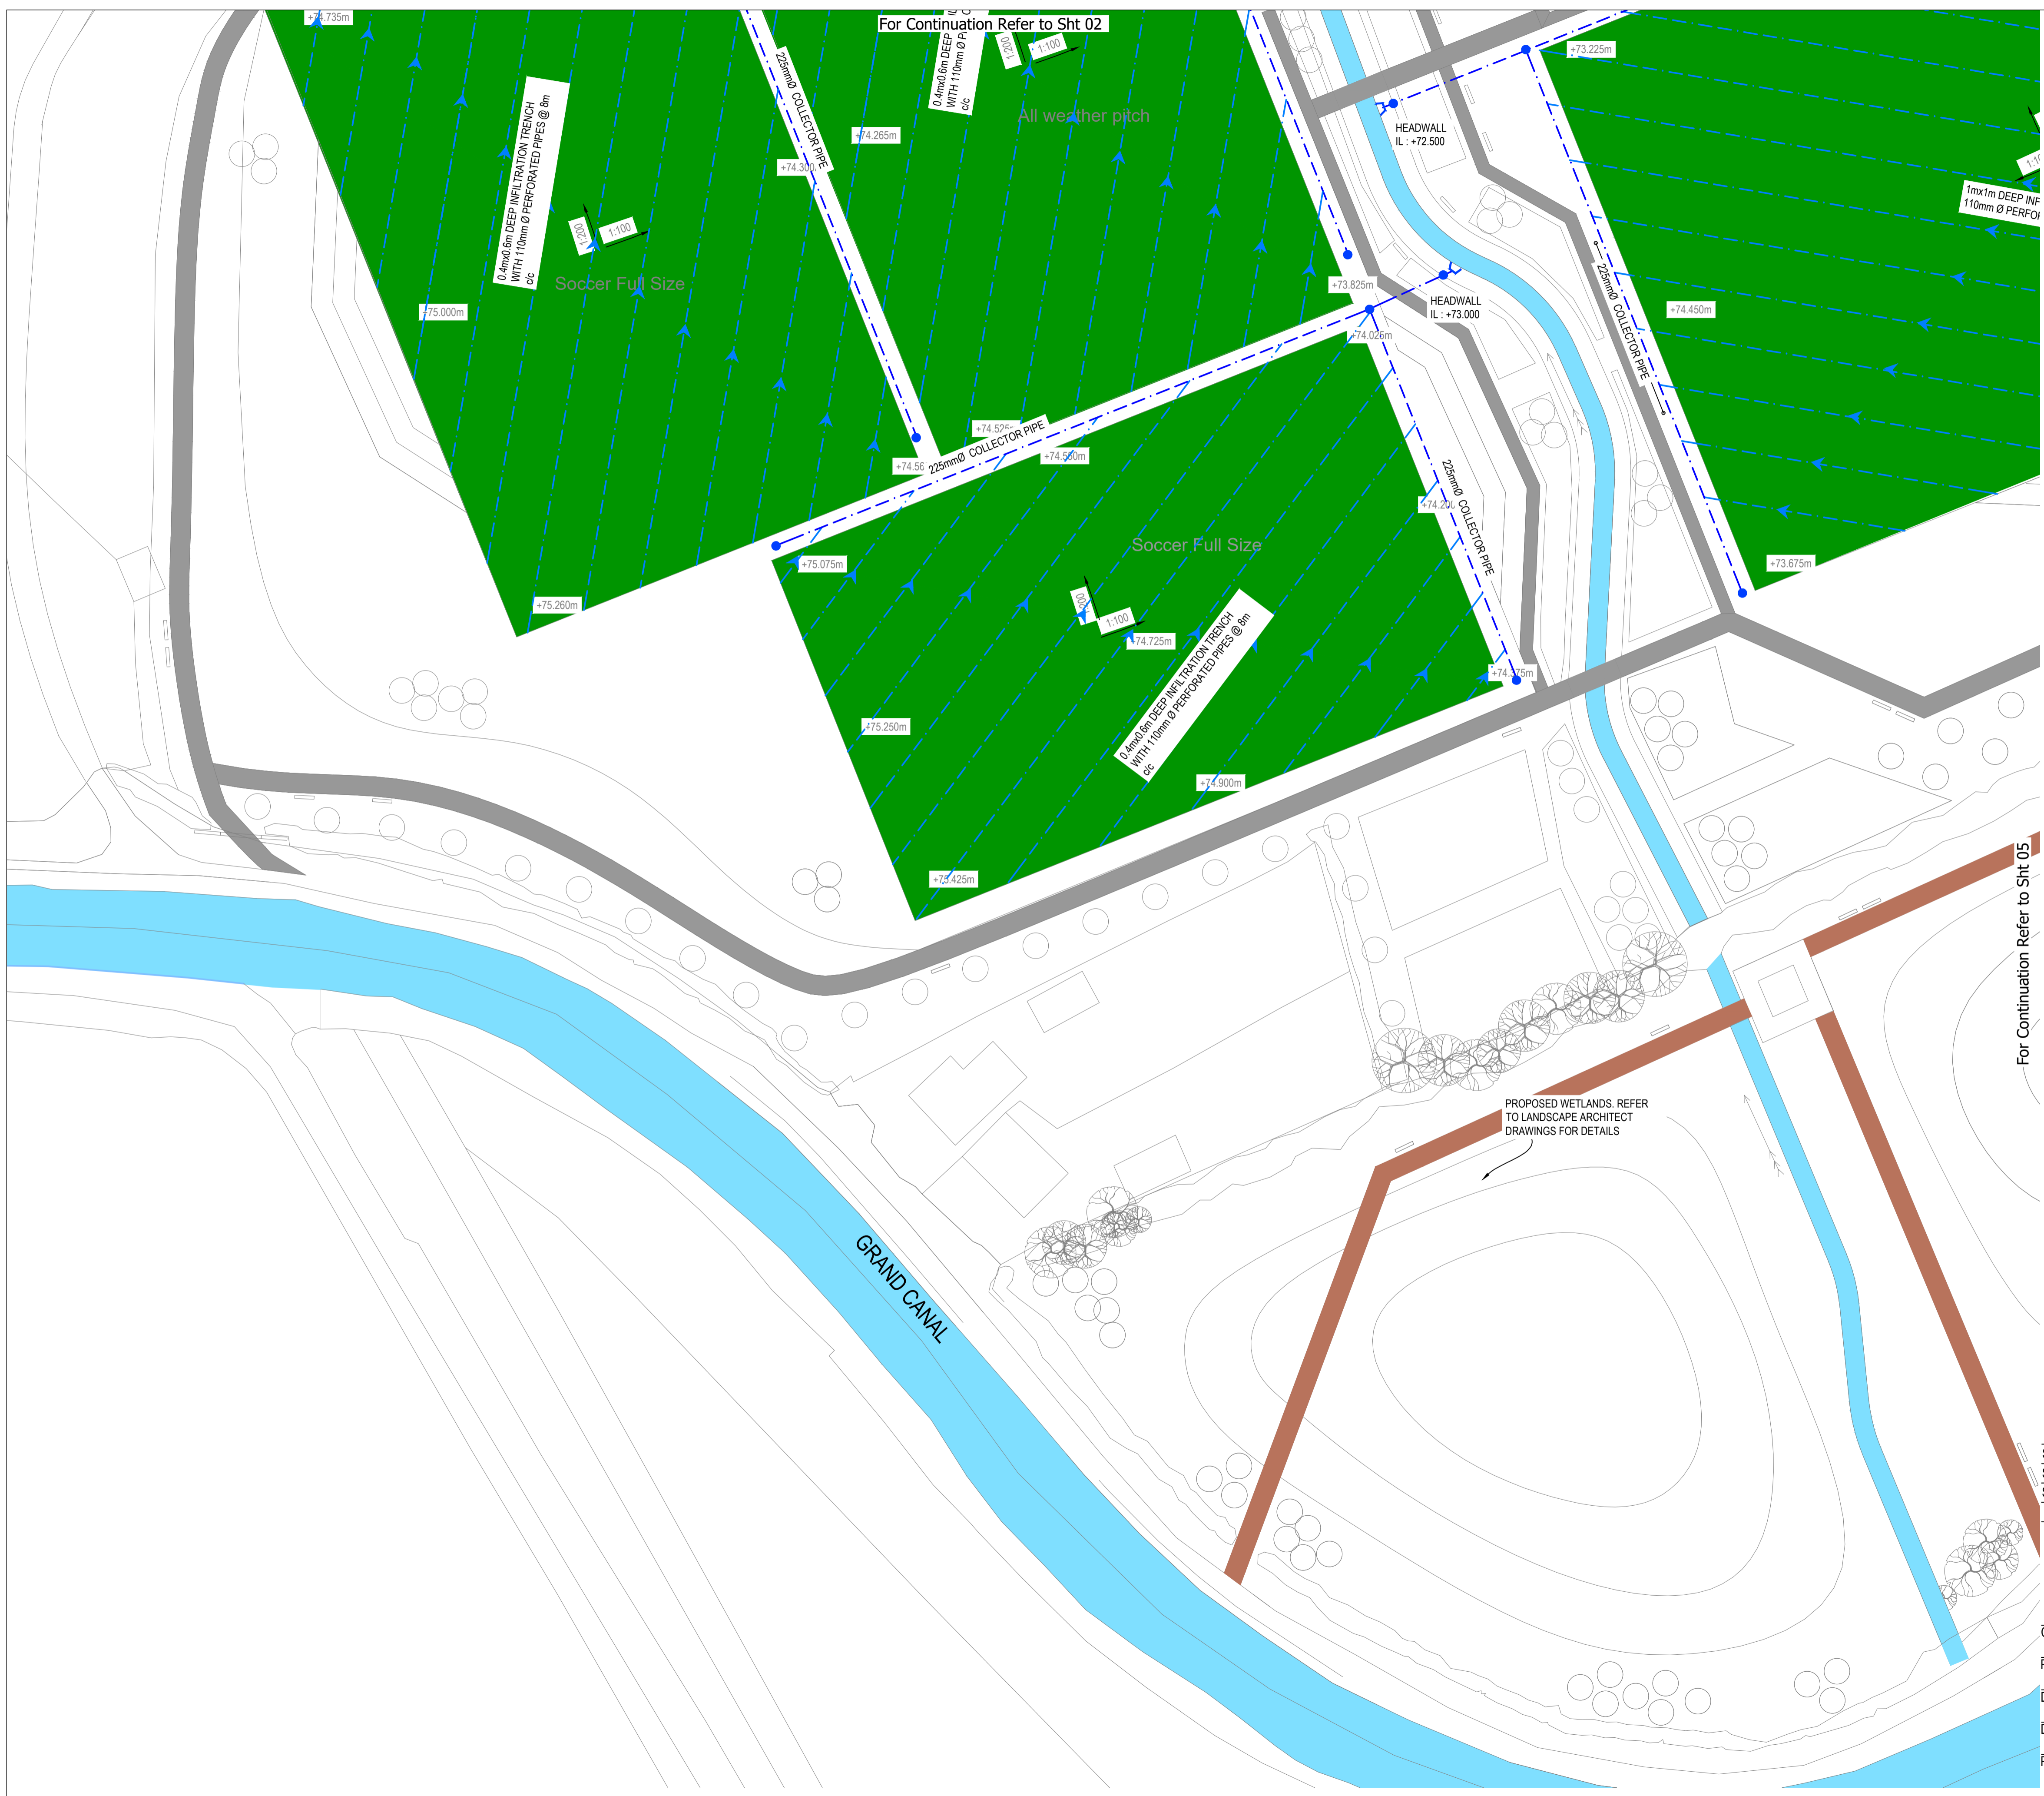 +74.735m
For Continuation Refer to Sht 02
225mmØ COLLECTOR PIPE
0.4mx0.6m DEEP
WITH 110mm Ø
c/c
1:200
1:100
+73.225m
All weather pitch
+74.265m
+74.300
HEADWALL
IL : +72.500
0.4mx0.6m DEEP INFILTRATION TRENCH
WITH 110mm Ø PERFORATED PIPES @ 8m
c/c
1:200
1:100
Soccer Full Size
+75.000m
1mx1m DEEP INF
110mm Ø PERFOR
225mmØ COLLECTOR PIPE
+73.825m
HEADWALL
IL : +73.000
+74.450m
+74.025m
+74.525
225mmØ COLLECTOR PIPE
+74.56
+74.550m
225mmØ COLLECTOR PIPE
+74.200
Soccer Full Size
+75.075m
+73.675m
+75.260m
1:200
1:100
+74.725m
0.4mx0.6m DEEP INFILTRATION TRENCH
WITH 110mm Ø PERFORATED PIPES @ 8m
c/c
+75.250m
+74.900m
+75.425m
For Continuation Refer to Sht 05
PROPOSED WETLANDS. REFER
TO LANDSCAPE ARCHITECT
DRAWINGS FOR DETAILS
GRAND CANAL